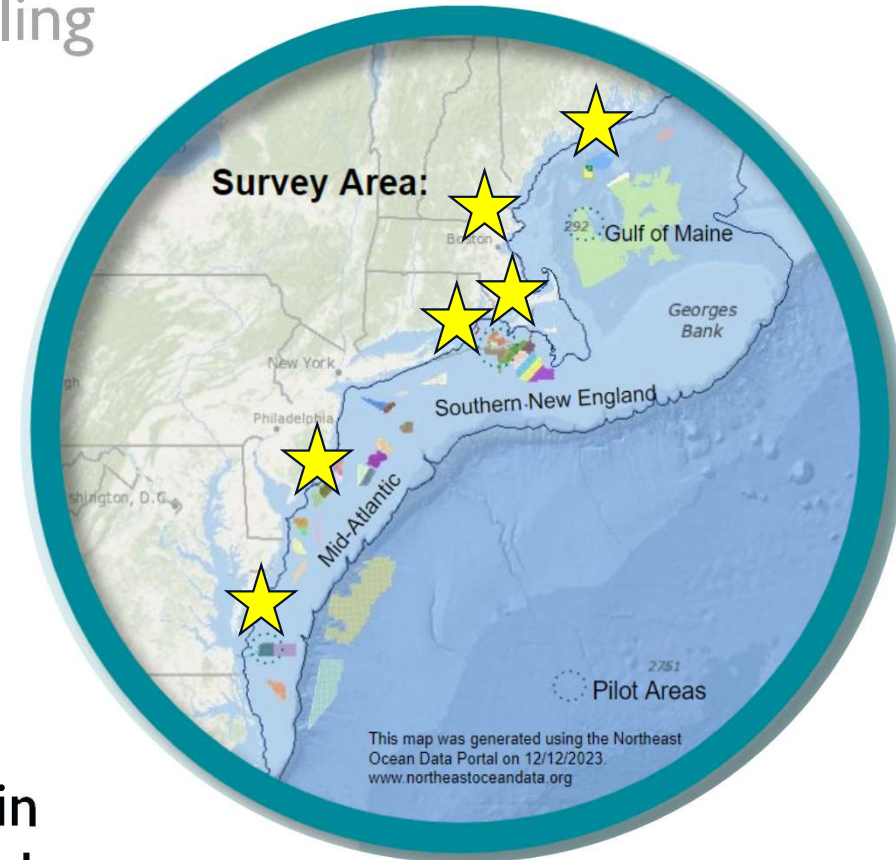 ling
Survey Area:
Boston
292
Gulf of Maine
Georges
Bank
New York
Southern New England
Philadelphia
shington, D.C.
Mid-Atlantic
2751
Pilot Areas
This map was generated using the Northeast
Ocean Data Portal on 12/12/2023.
www.northeastoceandata.org
in